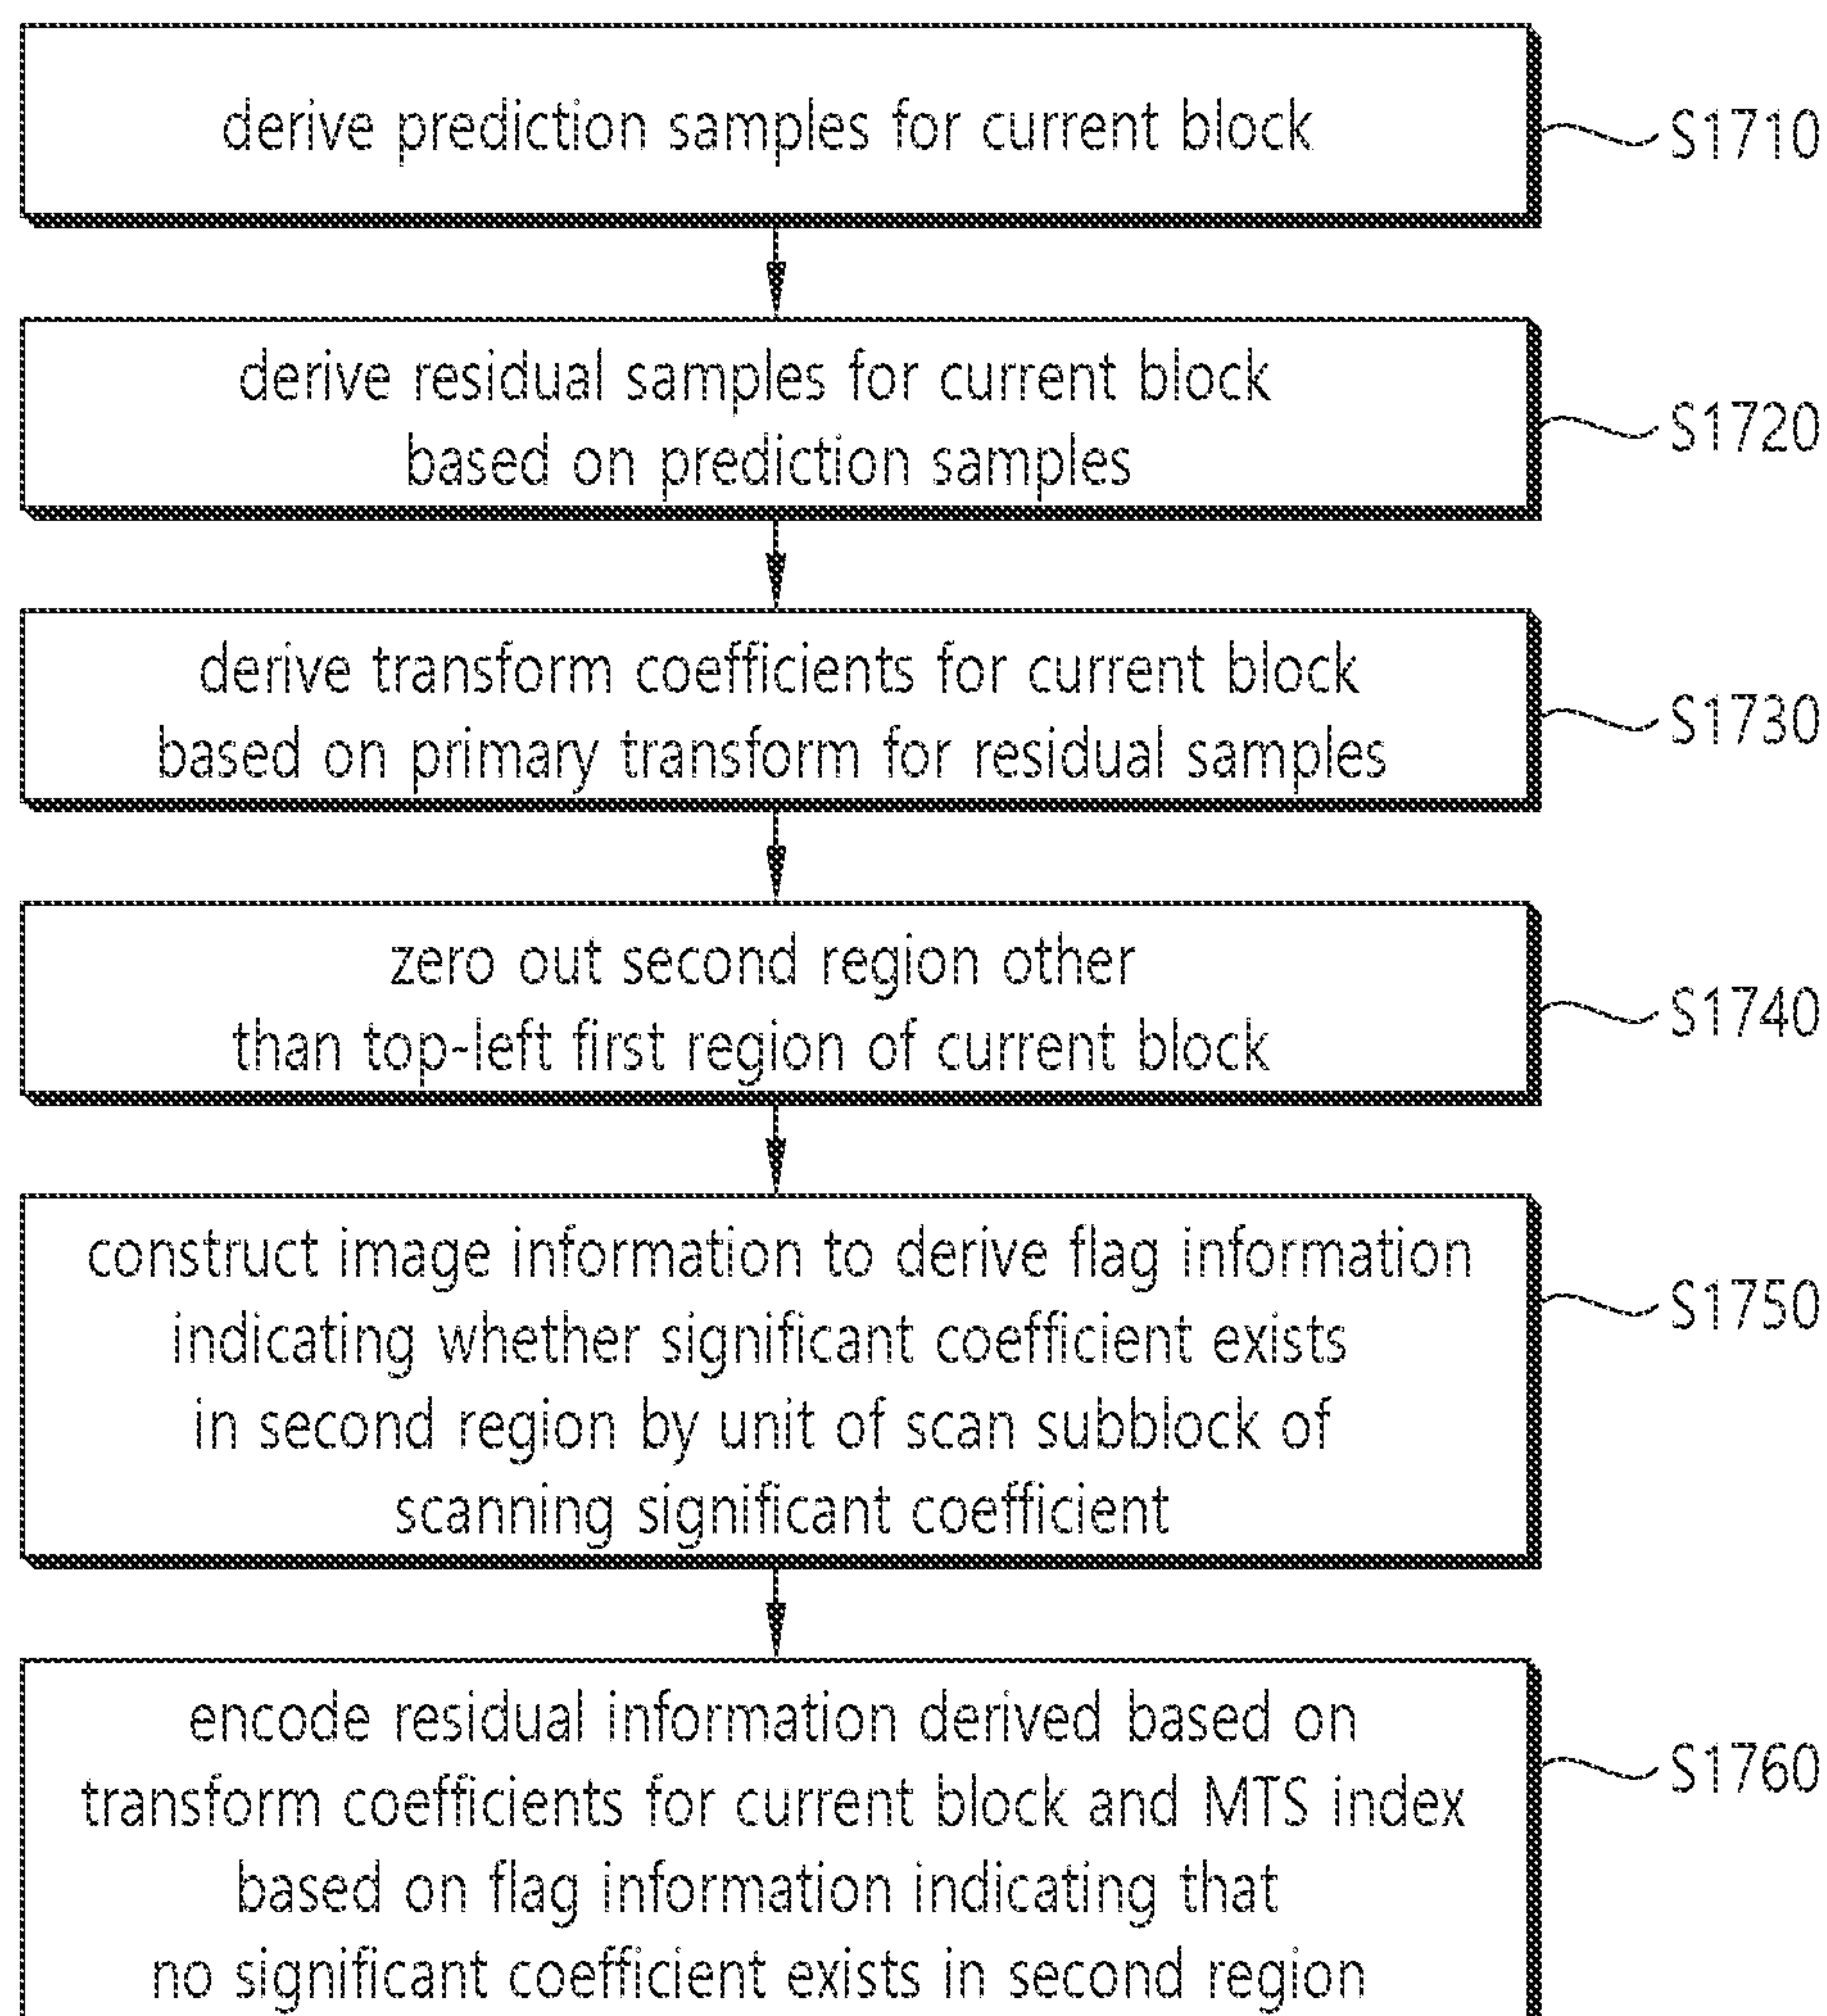 derive prediction samples for current block
S1710
derive residual samples for current block
based on prediction samples
S1720
derive transform coefficients for current block
based on primary transform for residual samples
S1730
zero out second region other
than top-left first region of current block
S1740
construct image information to derive flag information
indicating whether significant coefficient exists
in second region by unit of scan subblock of
scanning significant coefficient
S1750
encode residual information derived based on
transform coefficients for current block and MTS index
based on flag information indicating that
no significant coefficient exists in second region
S1760